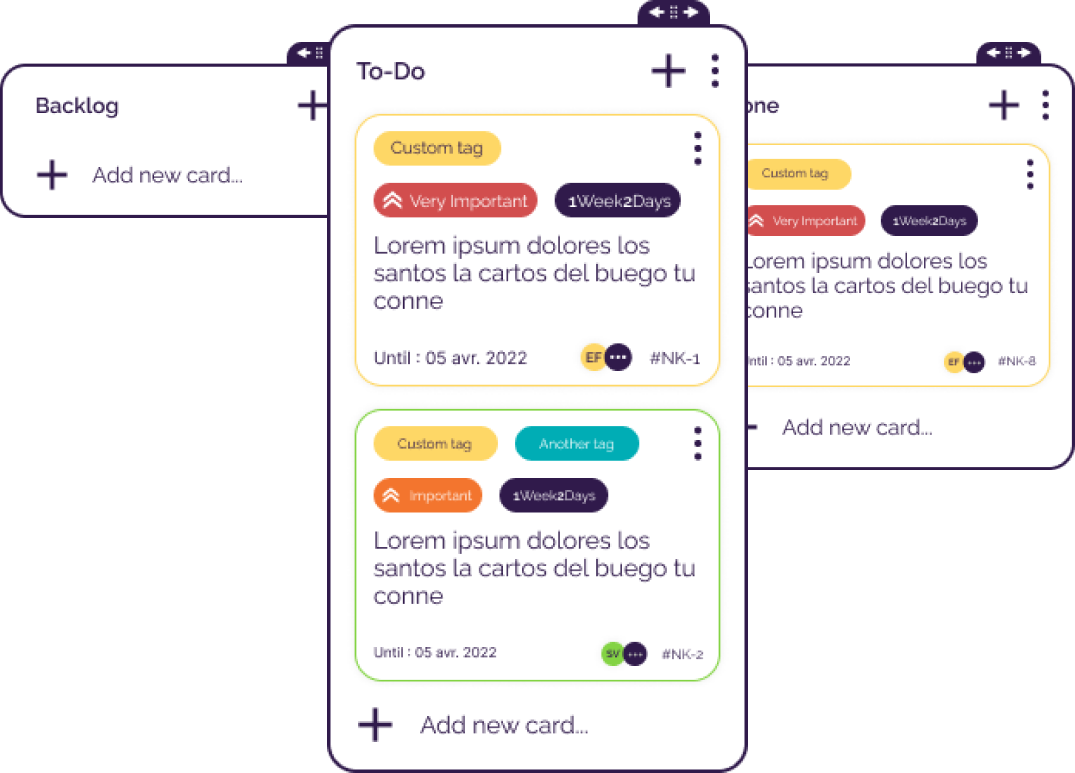 Backlog
Add new card...
To-Do
Custom tag
Very Important
1Week2Days
Lorem ipsum dolores los
santos la cartos del buego tu
conne
Until : 05 avr. 2022
EF
#NK-1
Custom tag
Another tag
Important
1Week2Days
Lorem ipsum dolores los
santos la cartos del buego tu
conne
Until : 05 avr. 2022
SV
#NK-2
Add new card...
one
Custom tag
Very Important
1Week2Days
Lorem ipsum dolores los
santos la cartos del buego tu
conne
ntil : 05 avr. 2022
EF
#NK-8
Add new card...